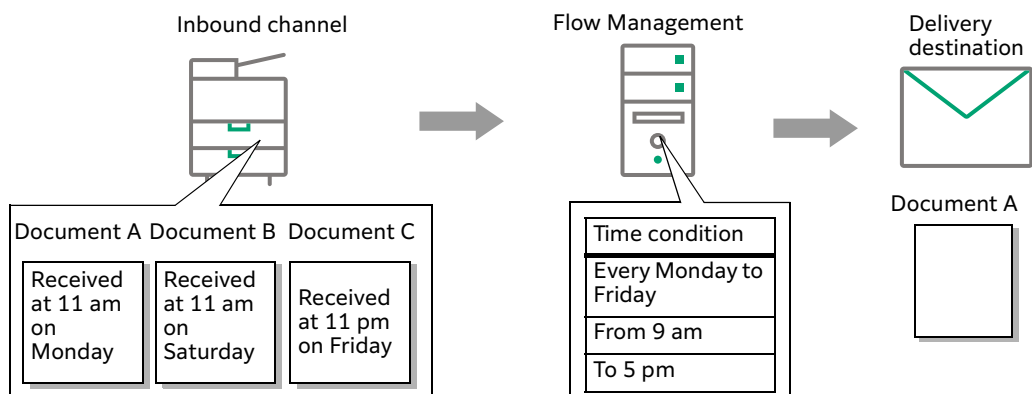 Inbound channel
Flow Management
Delivery
destination
Document A
Document B
Document C
Received
at 11 am
on
Monday
Received
at 11 am
on
Saturday
Received
at 11 pm
on Friday
Time condition
Every Monday to
Friday
From 9 am
To 5 pm
Document A